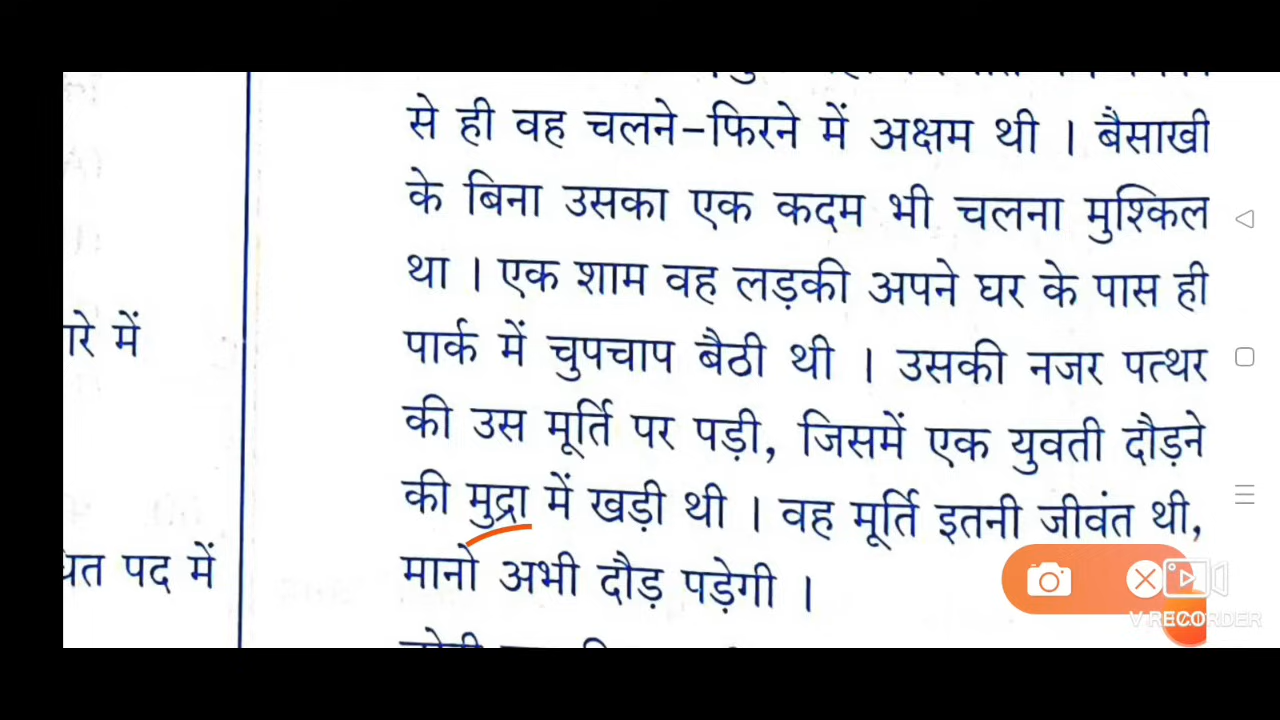 से ही वह चलने-फिरने में अक्षम थी । बैसाखी
के बिना उसका एक कदम भी चलना मुश्किल
था । एक शाम वह लड़की अपने घर के पास ही
पार्क में चुपचाप बैठी थी । उसकी नजर पत्थर
की उस मूर्ति पर पड़ी, जिसमें एक युवती दौड़ने
की मुद्रा में खड़ी थी । वह मूर्ति इतनी जीवंत थी,
मानो अभी दौड़ पड़ेगी ।
रे में
पद में
V RECORDER